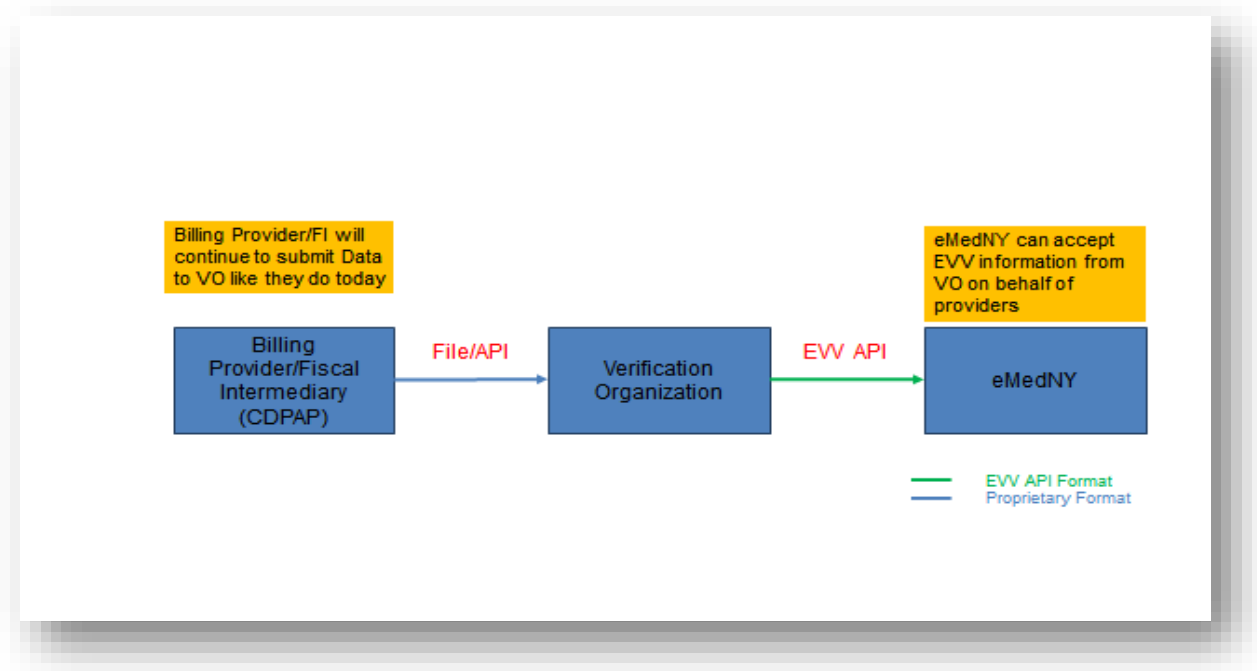 Billing Provider/FI will
continue to submit Data
to VO like they do today
eMedNY can accept
EVV information from
VO on behalf of
providers
Billing
Provider/Fiscal
Intermediary
(CDPAP)
File/API
Verification
Organization
EVV API
eMedNY
EVV API Format
Proprietary Format